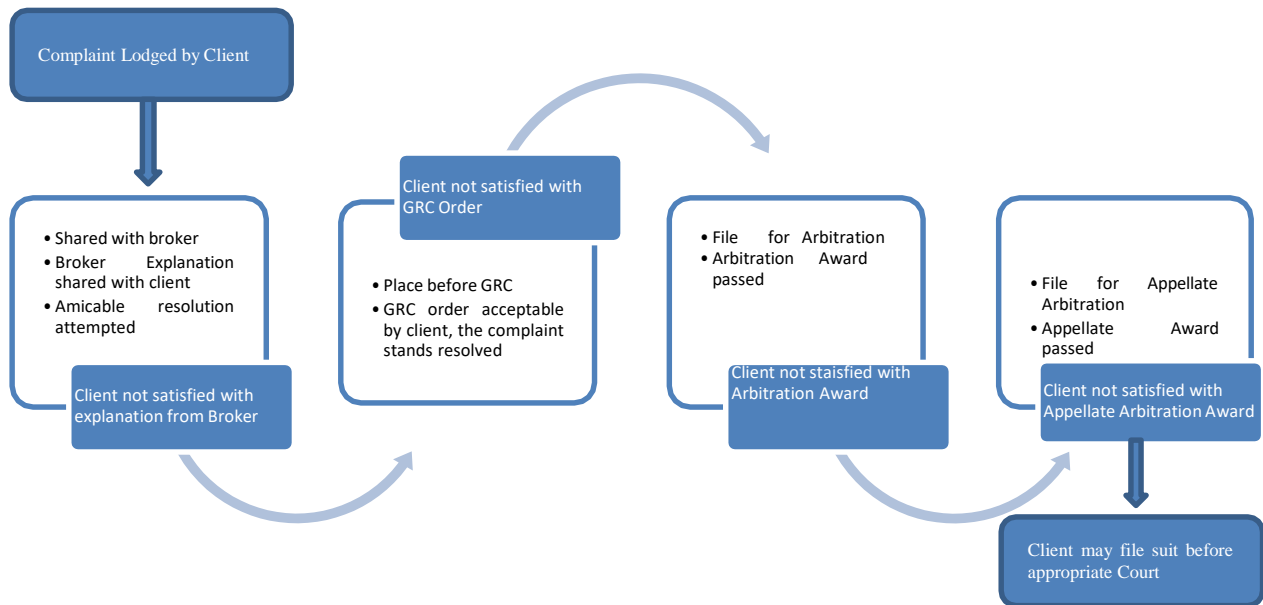 Complaint Lodged by Client
• Shared with broker
• Broker Explanation
shared with client
• Amicable resolution
attempted
Client not satisfied with
explanation from Broker
Client not satisfied with
GRC Order
• Place before GRC
• GRC order acceptable
by client, the complaint
stands resolved
• File for Arbitration
• Arbitration Award
passed
Client not staisfied with
Arbitration Award
• File for Appellate
Arbitration
• Appellate Award
passed
Client not satisfied with
Appellate Arbitration Award
Client may file suit before
appropriate Court